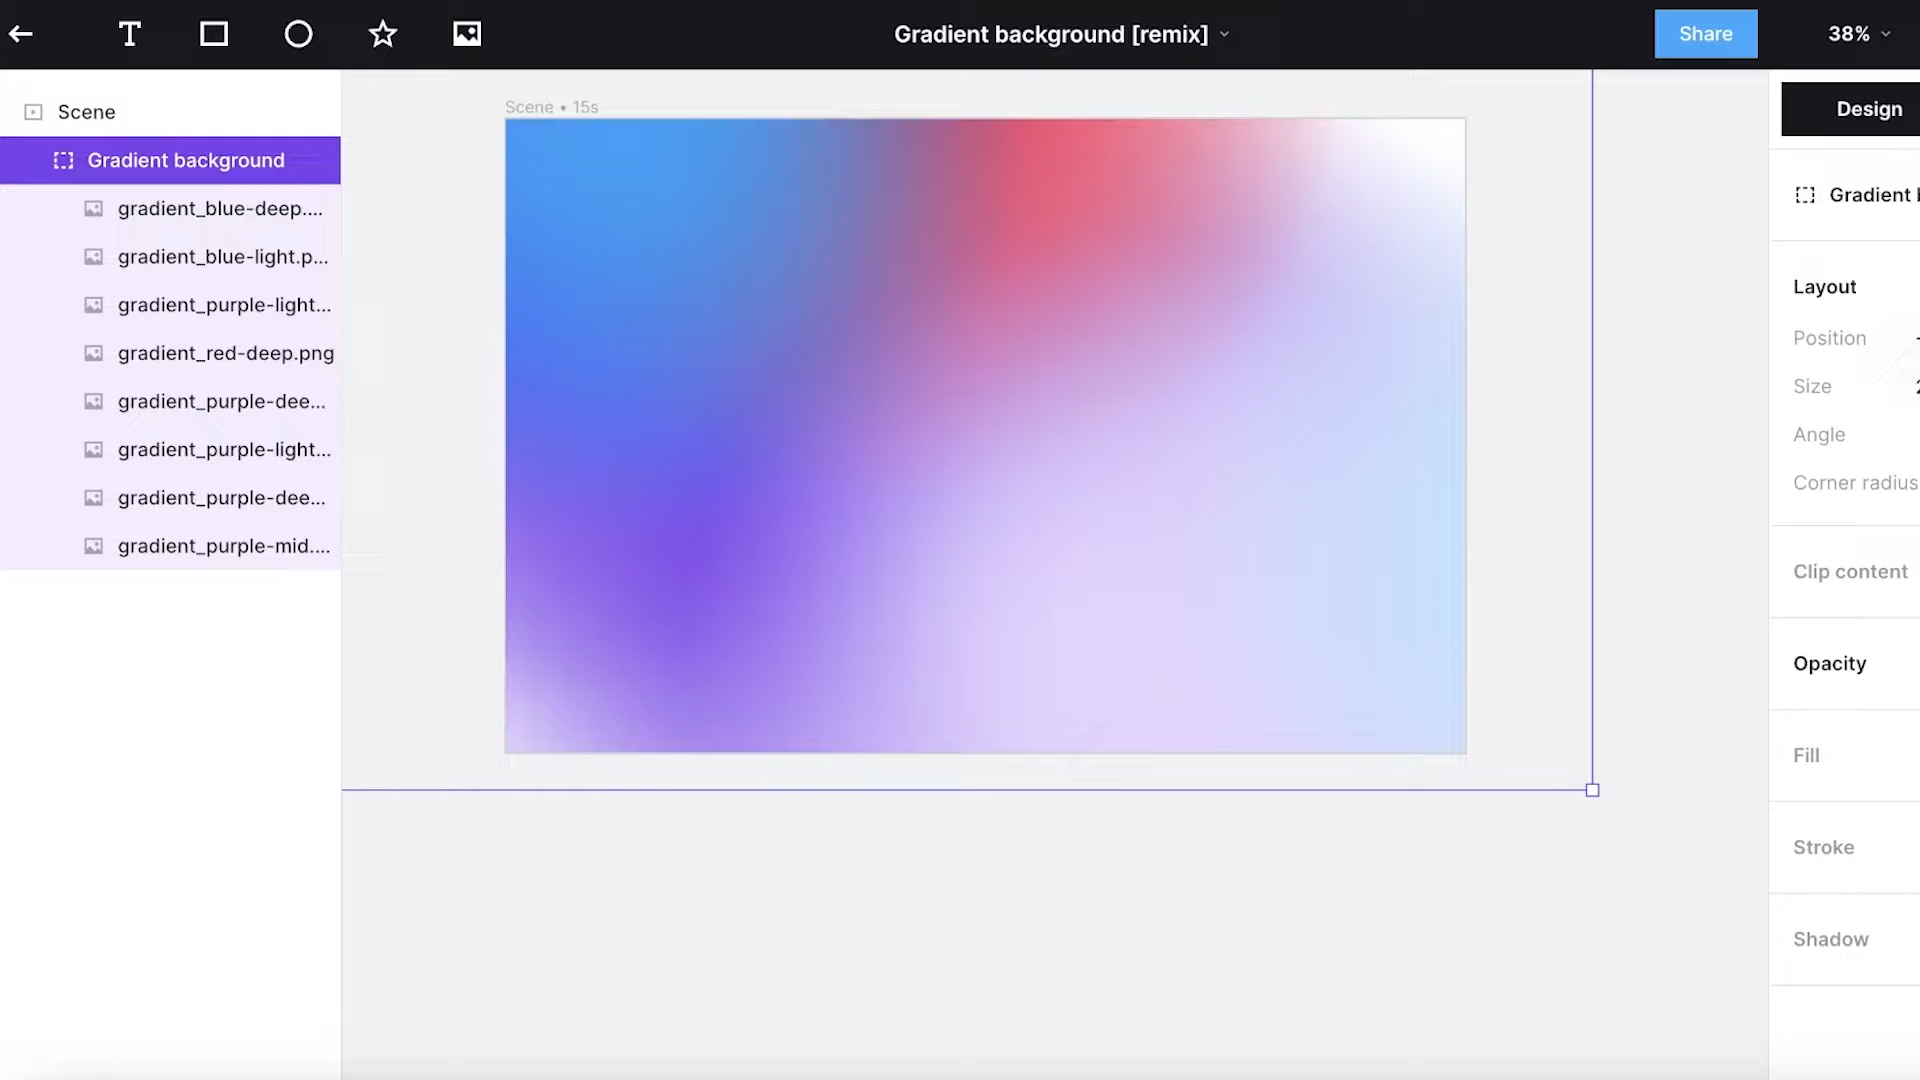 Gradient background [remix]
Share
38%
Scene
Gradient background
gradient_blue-deep....
gradient_blue-light.p...
gradient_purple-light...
gradient_red-deep.png
gradient_purple-dee...
gradient_purple-light...
gradient_purple-dee...
gradient_purple-mid....
Scene • 15s
Design
Gradient
Layout
Position
Size
Angle
Corner radius
Clip content
Opacity
Fill
Stroke
Shadow